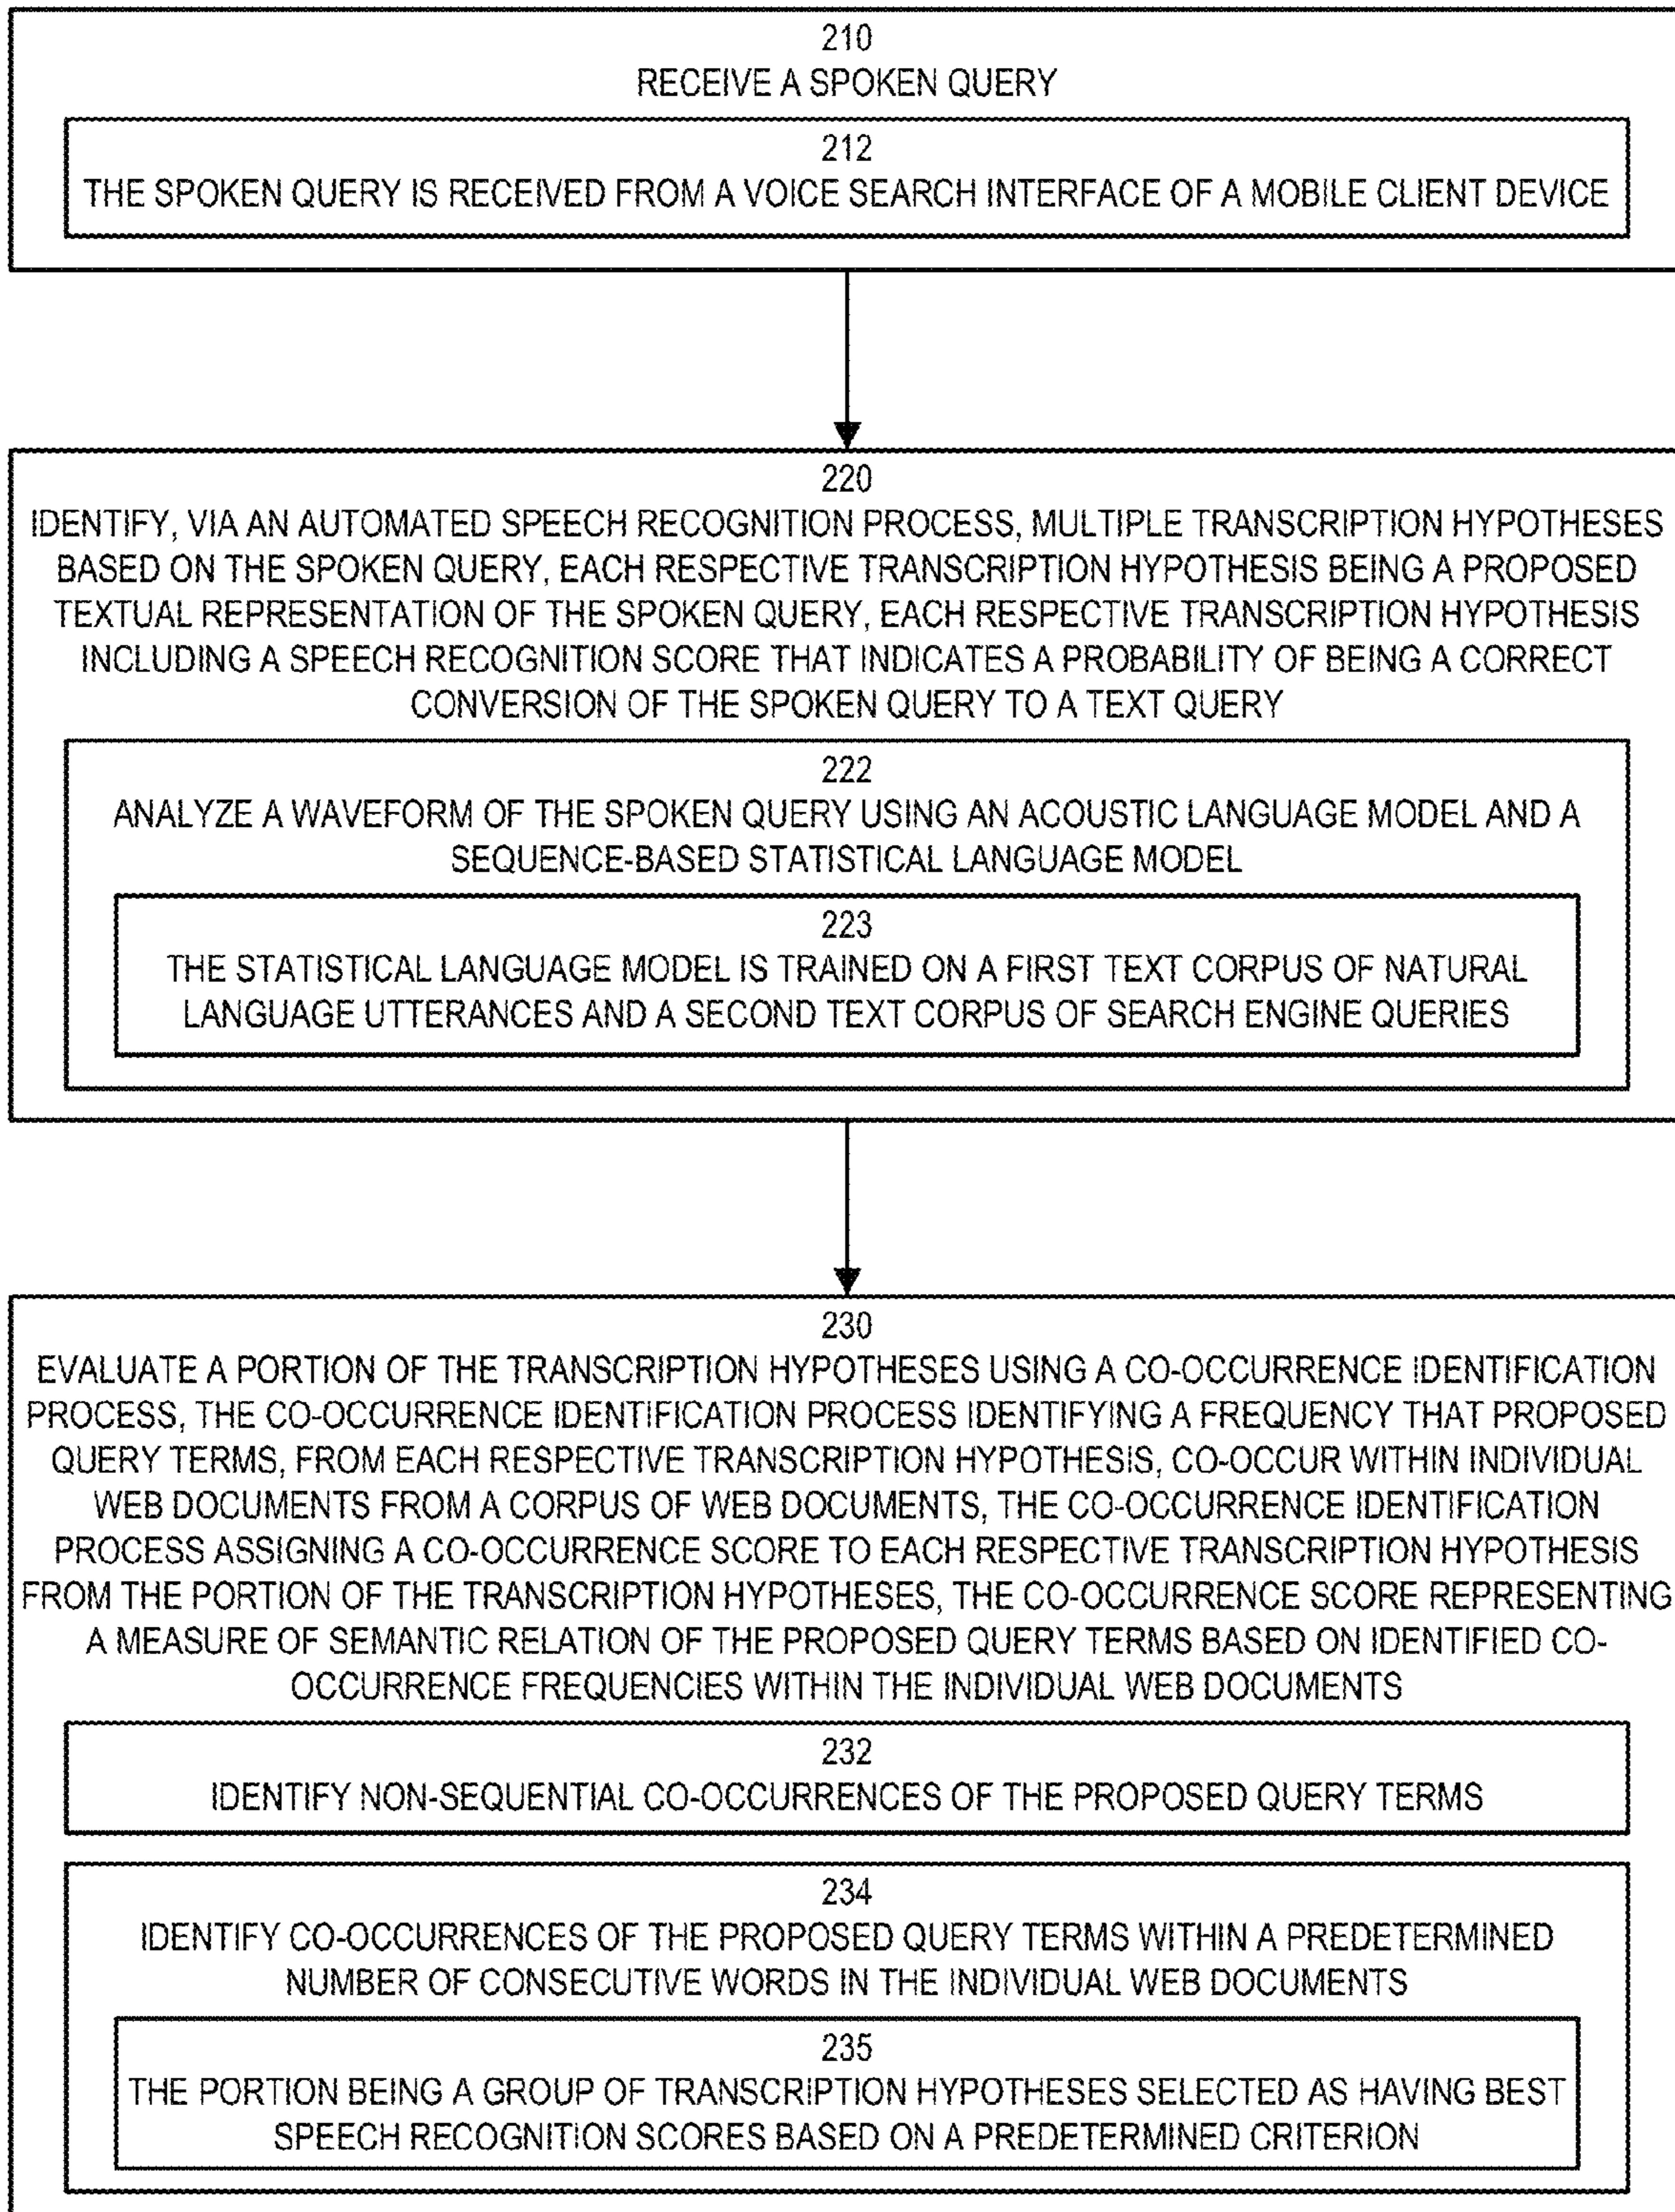 210
RECEIVE A SPOKEN QUERY
212
THE SPOKEN QUERY IS RECEIVED FROM A VOICE SEARCH INTERFACE OF A MOBILE CLIENT DEVICE
220
IDENTIFY, VIA AN AUTOMATED SPEECH RECOGNITION PROCESS, MULTIPLE TRANSCRIPTION HYPOTHESES
BASED ON THE SPOKEN QUERY, EACH RESPECTIVE TRANSCRIPTION HYPOTHESIS BEING A PROPOSED
TEXTUAL REPRESENTATION OF THE SPOKEN QUERY, EACH RESPECTIVE TRANSCRIPTION HYPOTHESIS
INCLUDING A SPEECH RECOGNITION SCORE THAT INDICATES A PROBABILITY OF BEING A CORRECT
CONVERSION OF THE SPOKEN QUERY TO A TEXT QUERY
222
ANALYZE A WAVEFORM OF THE SPOKEN QUERY USING AN ACOUSTIC LANGUAGE MODEL AND A
SEQUENCE-BASED STATISTICAL LANGUAGE MODEL
223
THE STATISTICAL LANGUAGE MODEL IS TRAINED ON A FIRST TEXT CORPUS OF NATURAL
LANGUAGE UTTERANCES AND A SECOND TEXT CORPUS OF SEARCH ENGINE QUERIES
230
EVALUATE A PORTION OF THE TRANSCRIPTION HYPOTHESES USING A CO-OCCURRENCE IDENTIFICATION
PROCESS, THE CO-OCCURRENCE IDENTIFICATION PROCESS IDENTIFYING A FREQUENCY THAT PROPOSED
QUERY TERMS, FROM EACH RESPECTIVE TRANSCRIPTION HYPOTHESIS, CO-OCCUR WITHIN INDIVIDUAL
WEB DOCUMENTS FROM A CORPUS OF WEB DOCUMENTS, THE CO-OCCURRENCE IDENTIFICATION
PROCESS ASSIGNING A CO-OCCURRENCE SCORE TO EACH RESPECTIVE TRANSCRIPTION HYPOTHESIS
FROM THE PORTION OF THE TRANSCRIPTION HYPOTHESES, THE CO-OCCURRENCE SCORE REPRESENTING
A MEASURE OF SEMANTIC RELATION OF THE PROPOSED QUERY TERMS BASED ON IDENTIFIED CO-
OCCURRENCE FREQUENCIES WITHIN THE INDIVIDUAL WEB DOCUMENTS
232
IDENTIFY NON-SEQUENTIAL CO-OCCURRENCES OF THE PROPOSED QUERY TERMS
234
IDENTIFY CO-OCCURRENCES OF THE PROPOSED QUERY TERMS WITHIN A PREDETERMINED
NUMBER OF CONSECUTIVE WORDS IN THE INDIVIDUAL WEB DOCUMENTS
235
THE PORTION BEING A GROUP OF TRANSCRIPTION HYPOTHESES SELECTED AS HAVING BEST
SPEECH RECOGNITION SCORES BASED ON A PREDETERMINED CRITERION